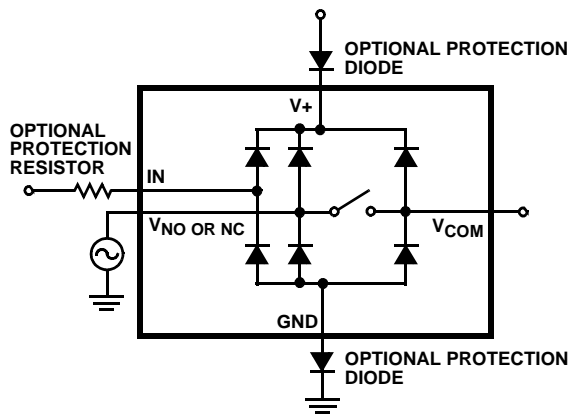 OPTIONAL PROTECTION
DIODE
V+
OPTIONAL
PROTECTION
RESISTOR
IN
VNO OR NC
VCOM
GND
OPTIONAL PROTECTION
DIODE